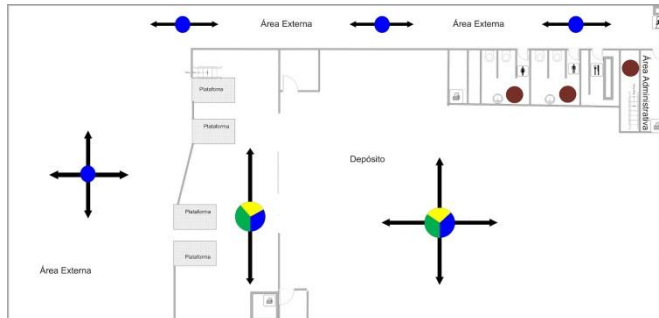 Área Externa
Área Externa
Plataforma
Plataforma
Área Administrativa
Depósito
Plataforma
Plataforma
Área Externa